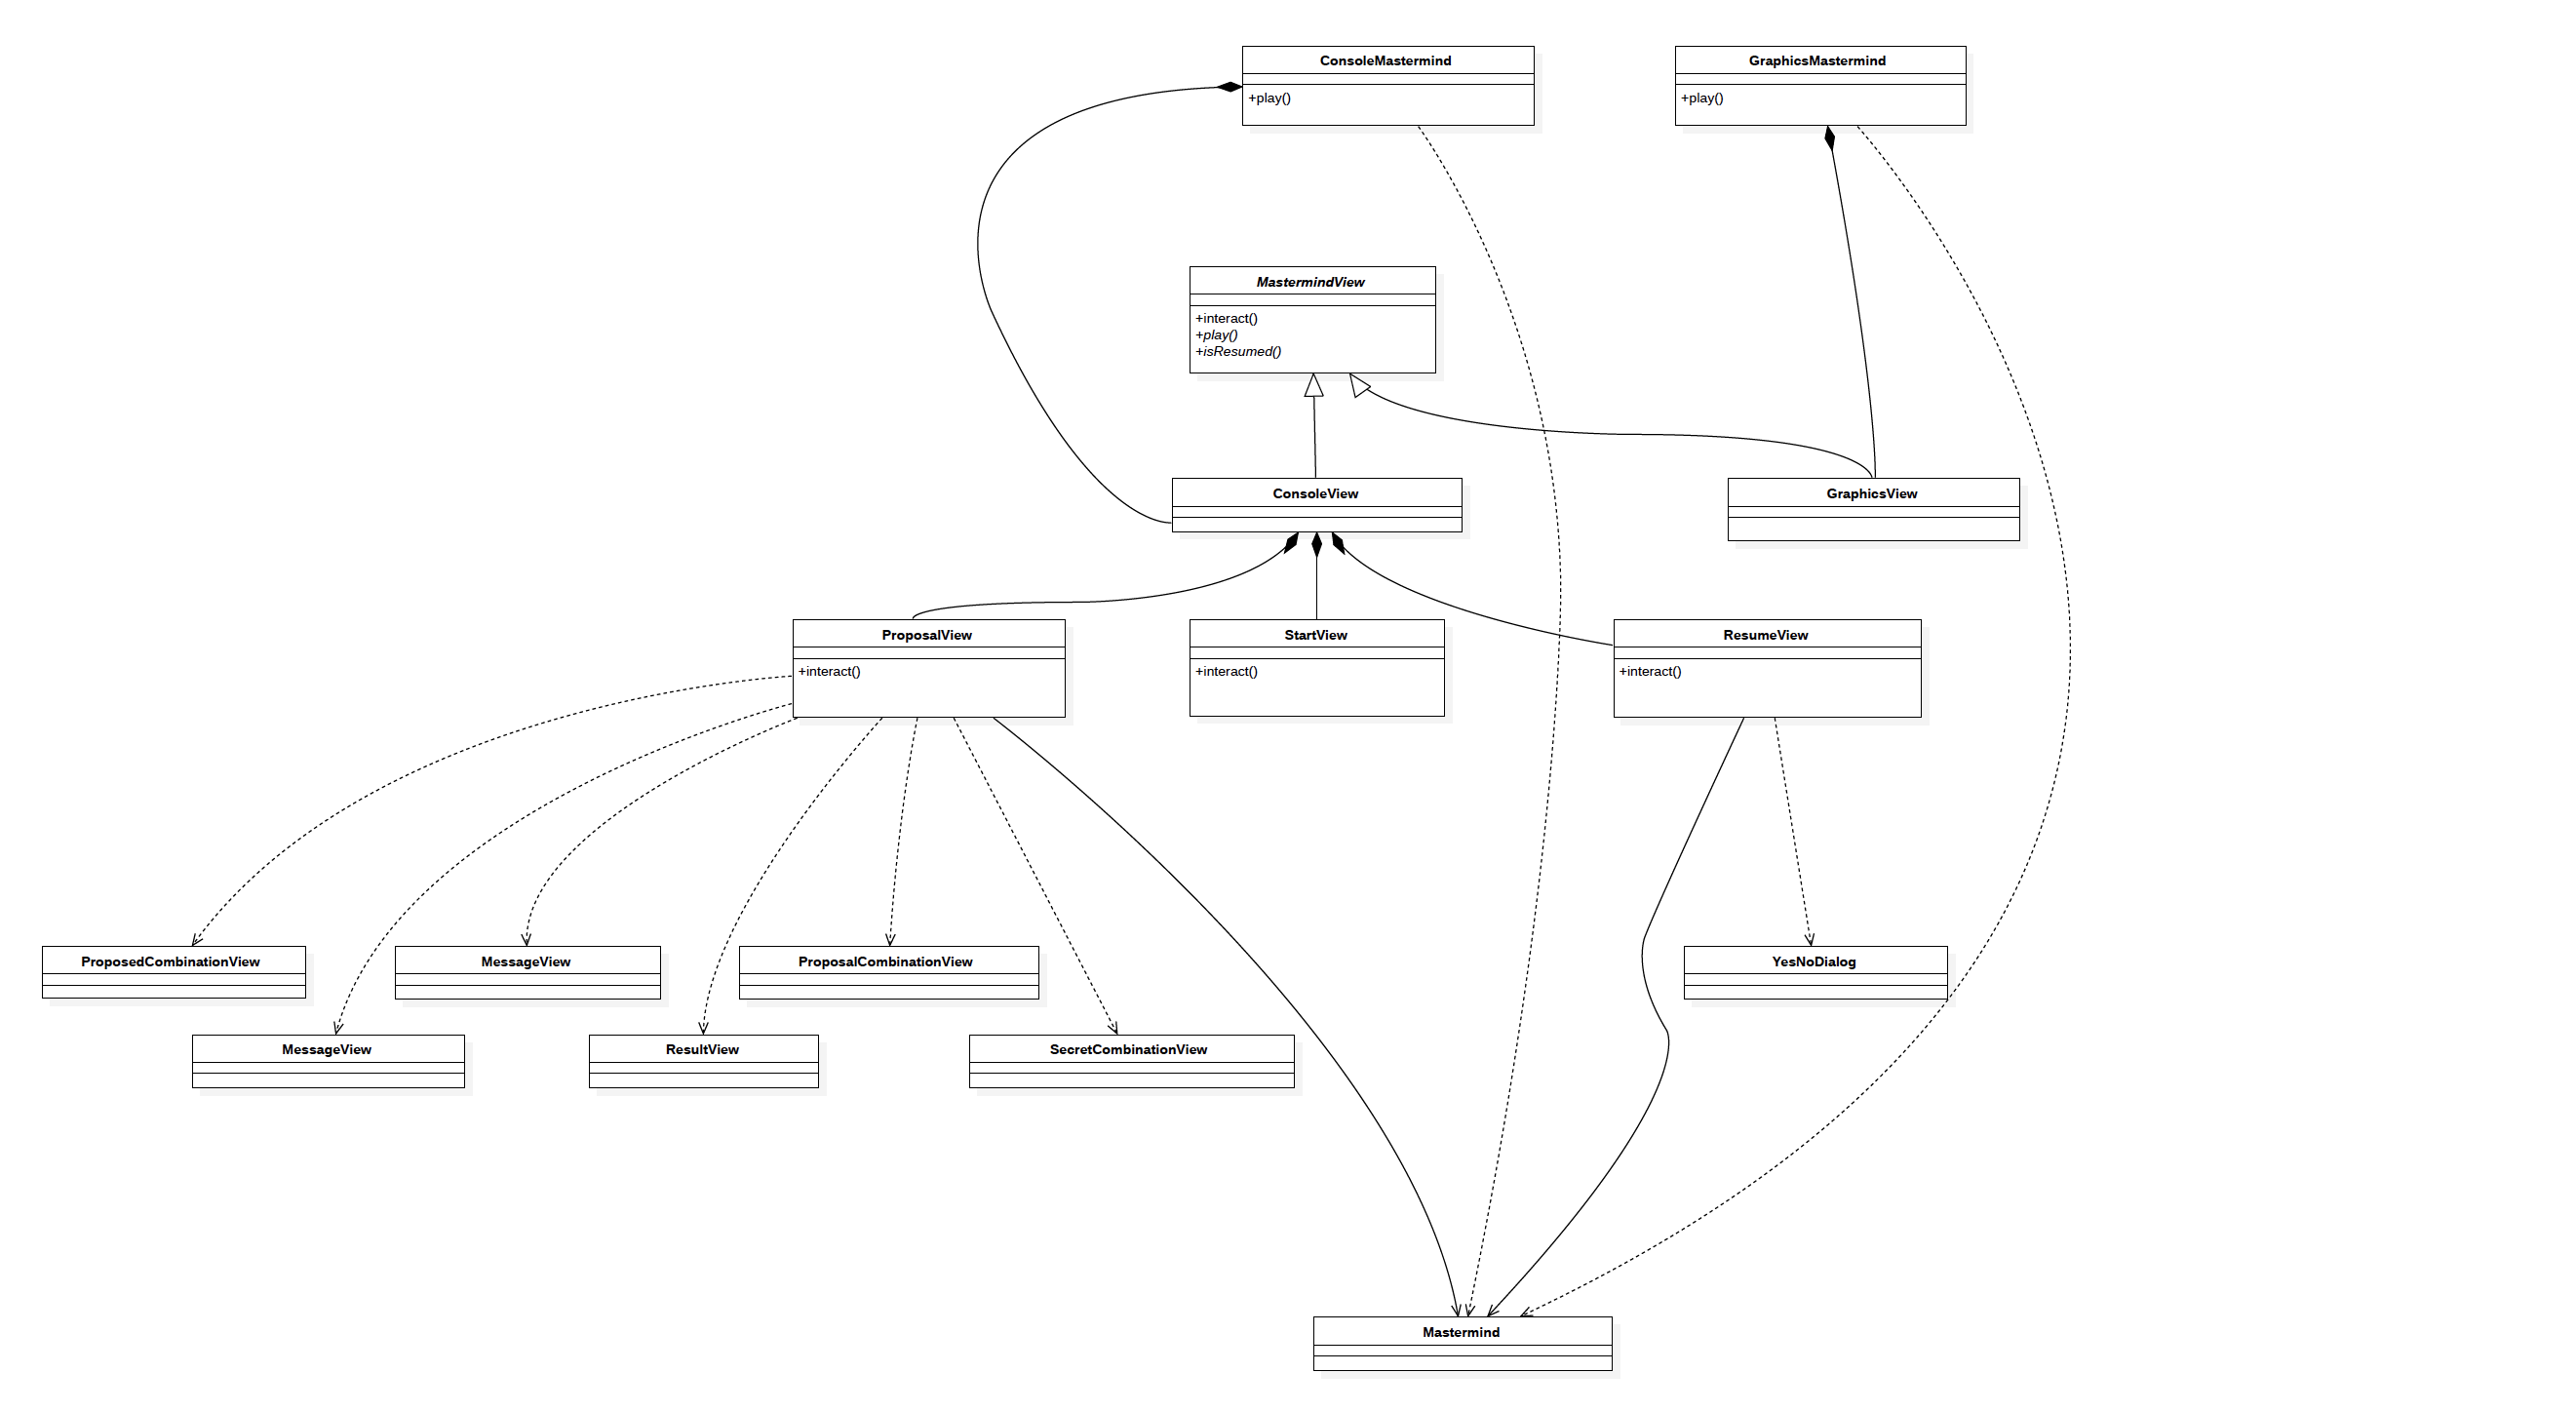 ConsoleMastermind
+play()
GraphicsMastermind
+play()
MastermindView
+interact()
+play()
+isResumed()
ConsoleView
GraphicsView
ProposalView
+interact()
StartView
+interact()
ResumeView
+interact()
ProposedCombinationView
MessageView
ProposalCombinationView
YesNoDialog
MessageView
ResultView
SecretCombinationView
Mastermind